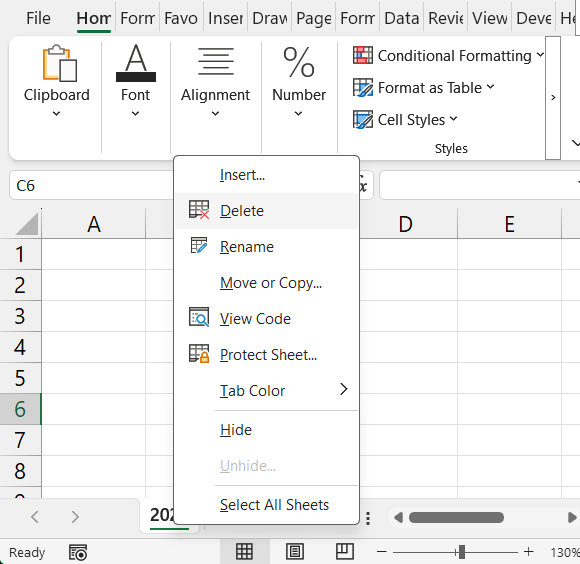 File Hom Form Favo Inser Draw Page Form Data Revie View Deve He
Clipboard
Font
Alignment
%
Number
Conditional Formatting
Format as Table
Cell Styles
Styles
C6
A D E
1
2
3
4
5
6
7
8
Insert...
Delete
Rename
Move or Copy...
View Code
Protect Sheet...
Tab Color
Hide
Unhide...
Select All Sheets
202
Ready 130%